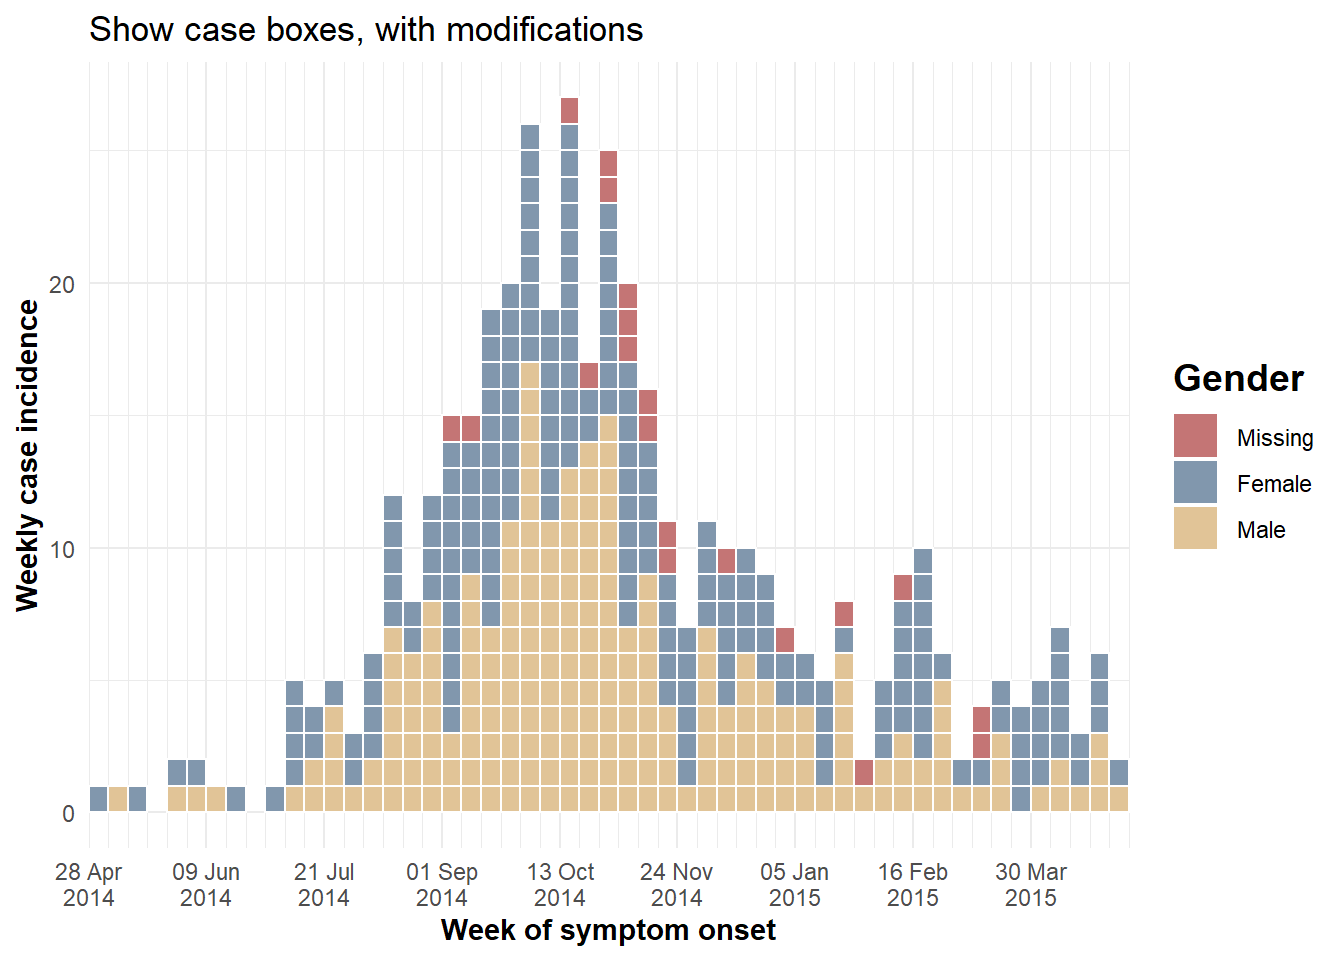 Show case boxes, with modifications
Weekly case incidence
20
10
0
28 Apr
2014
09 Jun
2014
21 Jul
2014
01 Sep
2014
13 Oct
2014
24 Nov
2014
05 Jan
2015
16 Feb
2015
30 Mar
2015
Week of symptom onset
Gender
Missing
Female
Male